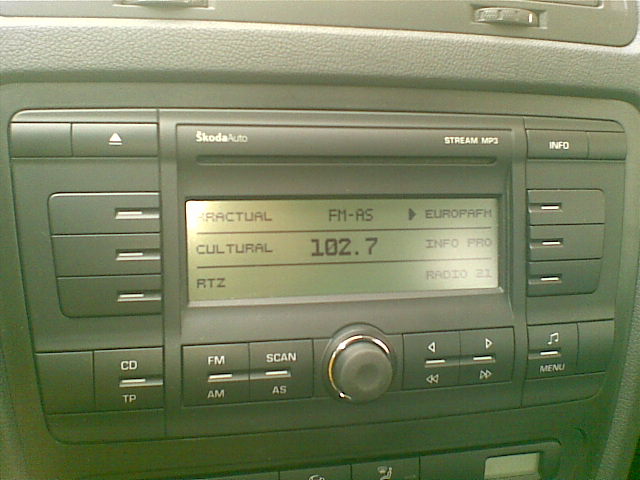 ŠkodaAuto STREAM MP3 INFO
RACTUAL FM-AS EUROPAFM
CULTURAL 102.7 INFO PRO
RTZ RADIO 21
CD FM SCAN
TP AM AS MENU